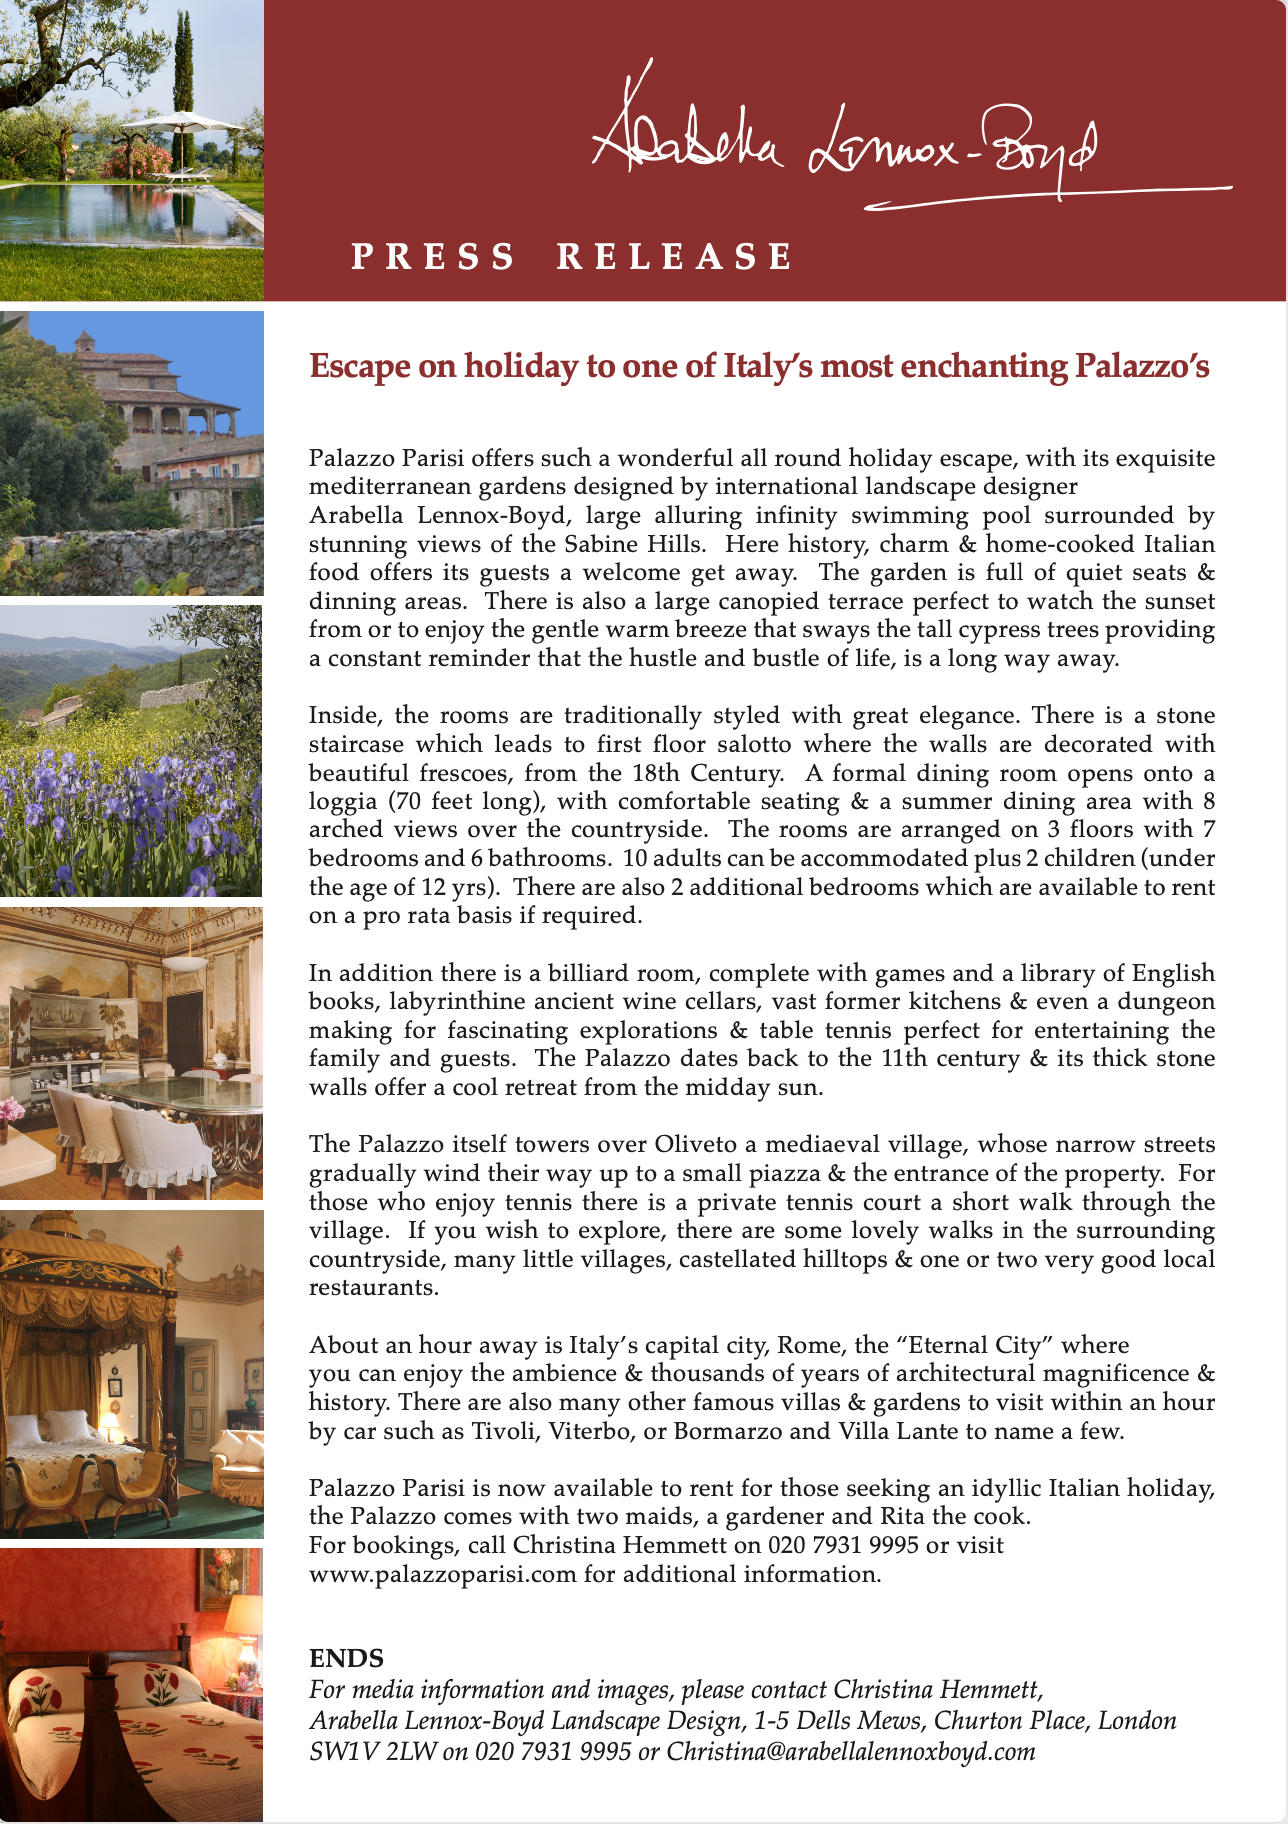 Arabella Lennox-Boyd
PRESS RELEASE
Escape on holiday to one of Italy’s most enchanting Palazzo’s
Palazzo Parisi offers such a wonderful all round holiday escape, with its exquisite
mediterranean gardens designed by international landscape designer
Arabella Lennox-Boyd, large alluring infinity swimming pool surrounded by
stunning views of the Sabine Hills. Here history, charm & home-cooked Italian
food offers its guests a welcome get away. The garden is full of quiet seats &
dinning areas. There is also a large canopied terrace perfect to watch the sunset
from or to enjoy the gentle warm breeze that sways the tall cypress trees providing
a constant reminder that the hustle and bustle of life, is a long way away.
Inside, the rooms are traditionally styled with great elegance. There is a stone
staircase which leads to first floor salotto where the walls are decorated with
beautiful frescoes, from the 18th Century. A formal dining room opens onto a
loggia (70 feet long), with comfortable seating & a summer dining area with 8
arched views over the countryside. The rooms are arranged on 3 floors with 7
bedrooms and 6 bathrooms. 10 adults can be accommodated plus 2 children (under
the age of 12 yrs). There are also 2 additional bedrooms which are available to rent
on a pro rata basis if required.
In addition there is a billiard room, complete with games and a library of English
books, labyrinthine ancient wine cellars, vast former kitchens & even a dungeon
making for fascinating explorations & table tennis perfect for entertaining the
family and guests. The Palazzo dates back to the 11th century & its thick stone
walls offer a cool retreat from the midday sun.
The Palazzo itself towers over Oliveto a mediaeval village, whose narrow streets
gradually wind their way up to a small piazza & the entrance of the property. For
those who enjoy tennis there is a private tennis court a short walk through the
village. If you wish to explore, there are some lovely walks in the surrounding
countryside, many little villages, castellated hilltops & one or two very good local
restaurants.
About an hour away is Italy’s capital city, Rome, the “Eternal City” where
you can enjoy the ambience & thousands of years of architectural magnificence &
history. There are also many other famous villas & gardens to visit within an hour
by car such as Tivoli, Viterbo, or Bormarzo and Villa Lante to name a few.
Palazzo Parisi is now available to rent for those seeking an idyllic Italian holiday,
the Palazzo comes with two maids, a gardener and Rita the cook.
For bookings, call Christina Hemmett on 020 7931 9995 or visit
www.palazzoparisi.com for additional information.
ENDS
For media information and images, please contact Christina Hemmett,
Arabella Lennox-Boyd Landscape Design, 1-5 Dells Mews, Churton Place, London
SW1V 2LW on 020 7931 9995 or Christina@arabellalennoxboyd.com